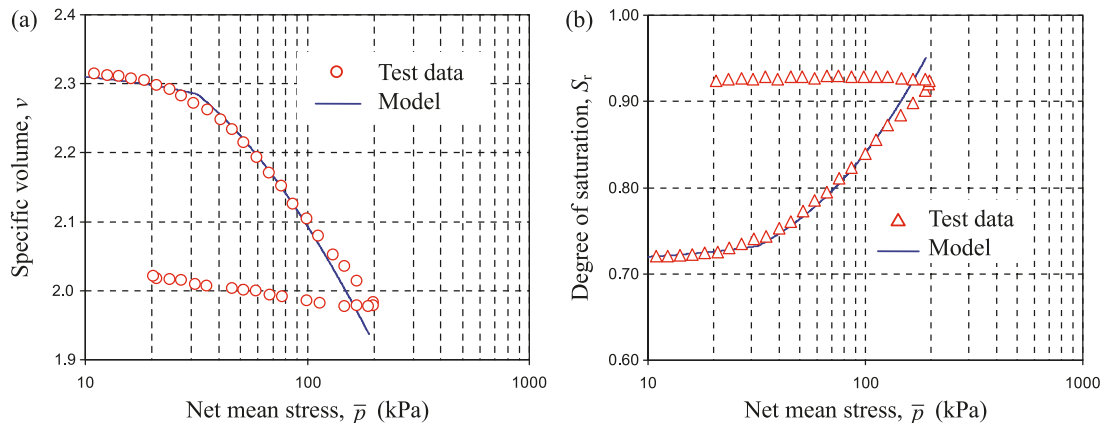 (a)
2.4
2.3
2.2
2.1
2.0
1.9
Specific volume, v
Test data
Model
10
100
1000
Net mean stress, p̅ (kPa)
(b)
1.00
0.90
0.80
0.70
0.60
Degree of saturation, Sr
Test data
Model
10
100
1000
Net mean stress, p̅ (kPa)